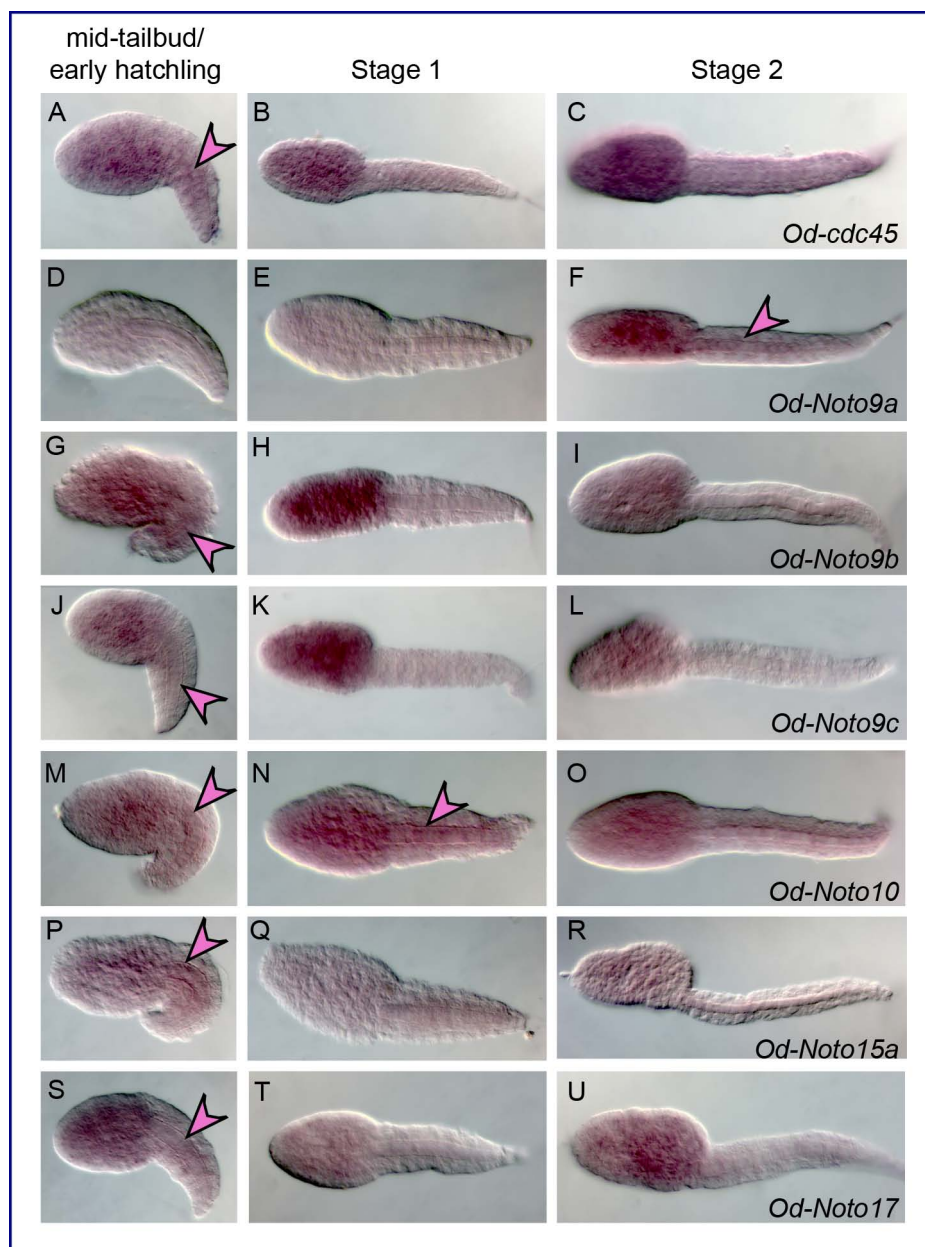 mid-tailbud/
early hatchling
Stage 1
Stage 2
A
B
C
Od-cdc45
D
E
F
Od-Noto9a
G
H
I
Od-Noto9b
J
K
L
Od-Noto9c
M
N
O
Od-Noto10
P
Q
R
Od-Noto15a
S
T
U
Od-Noto17